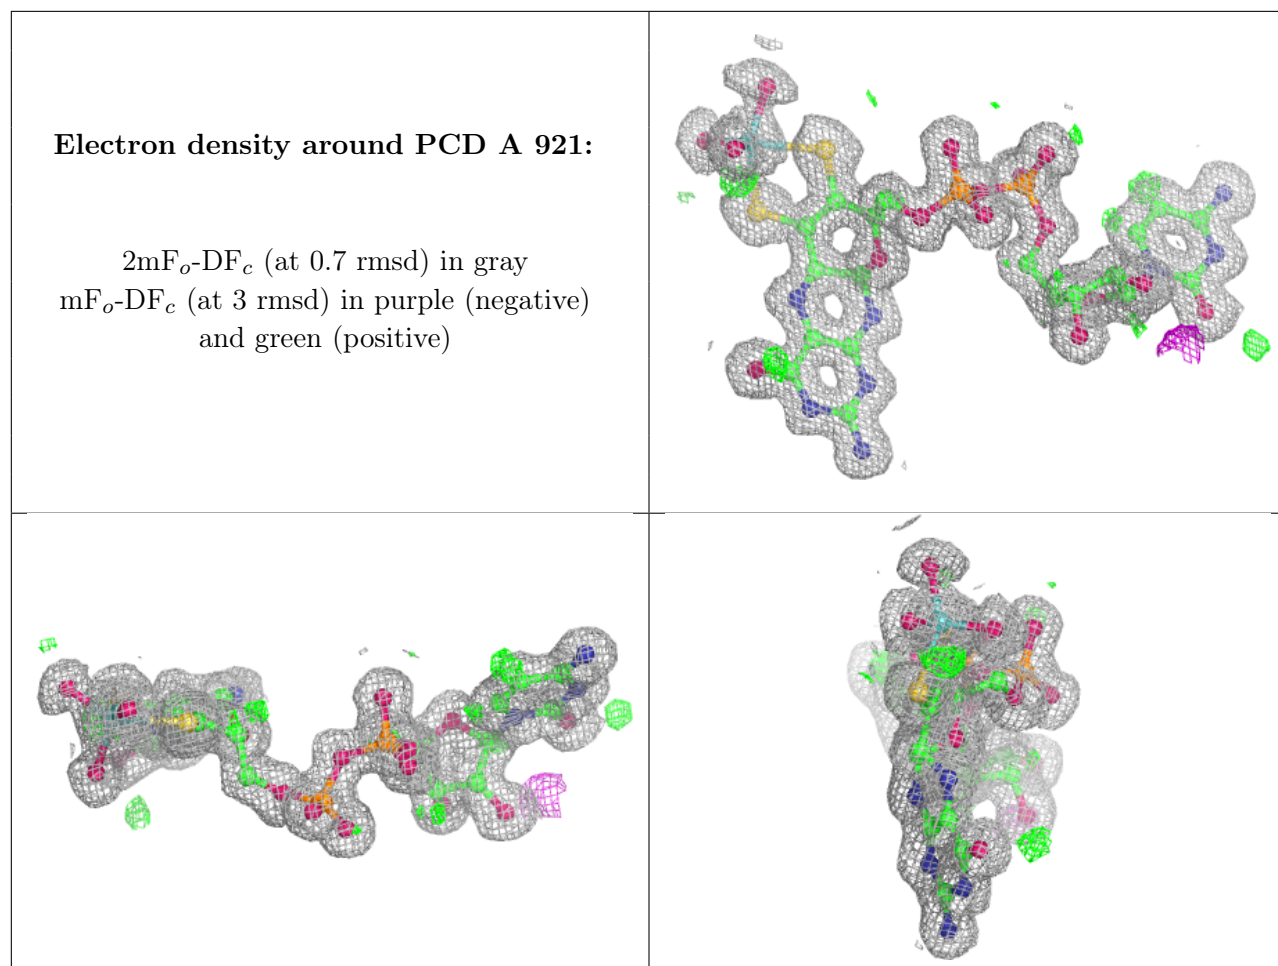 Electron density around PCD A 921:
2mFo-DFc (at 0.7 rmsd) in gray
mFo-DFc (at 3 rmsd) in purple (negative)
and green (positive)